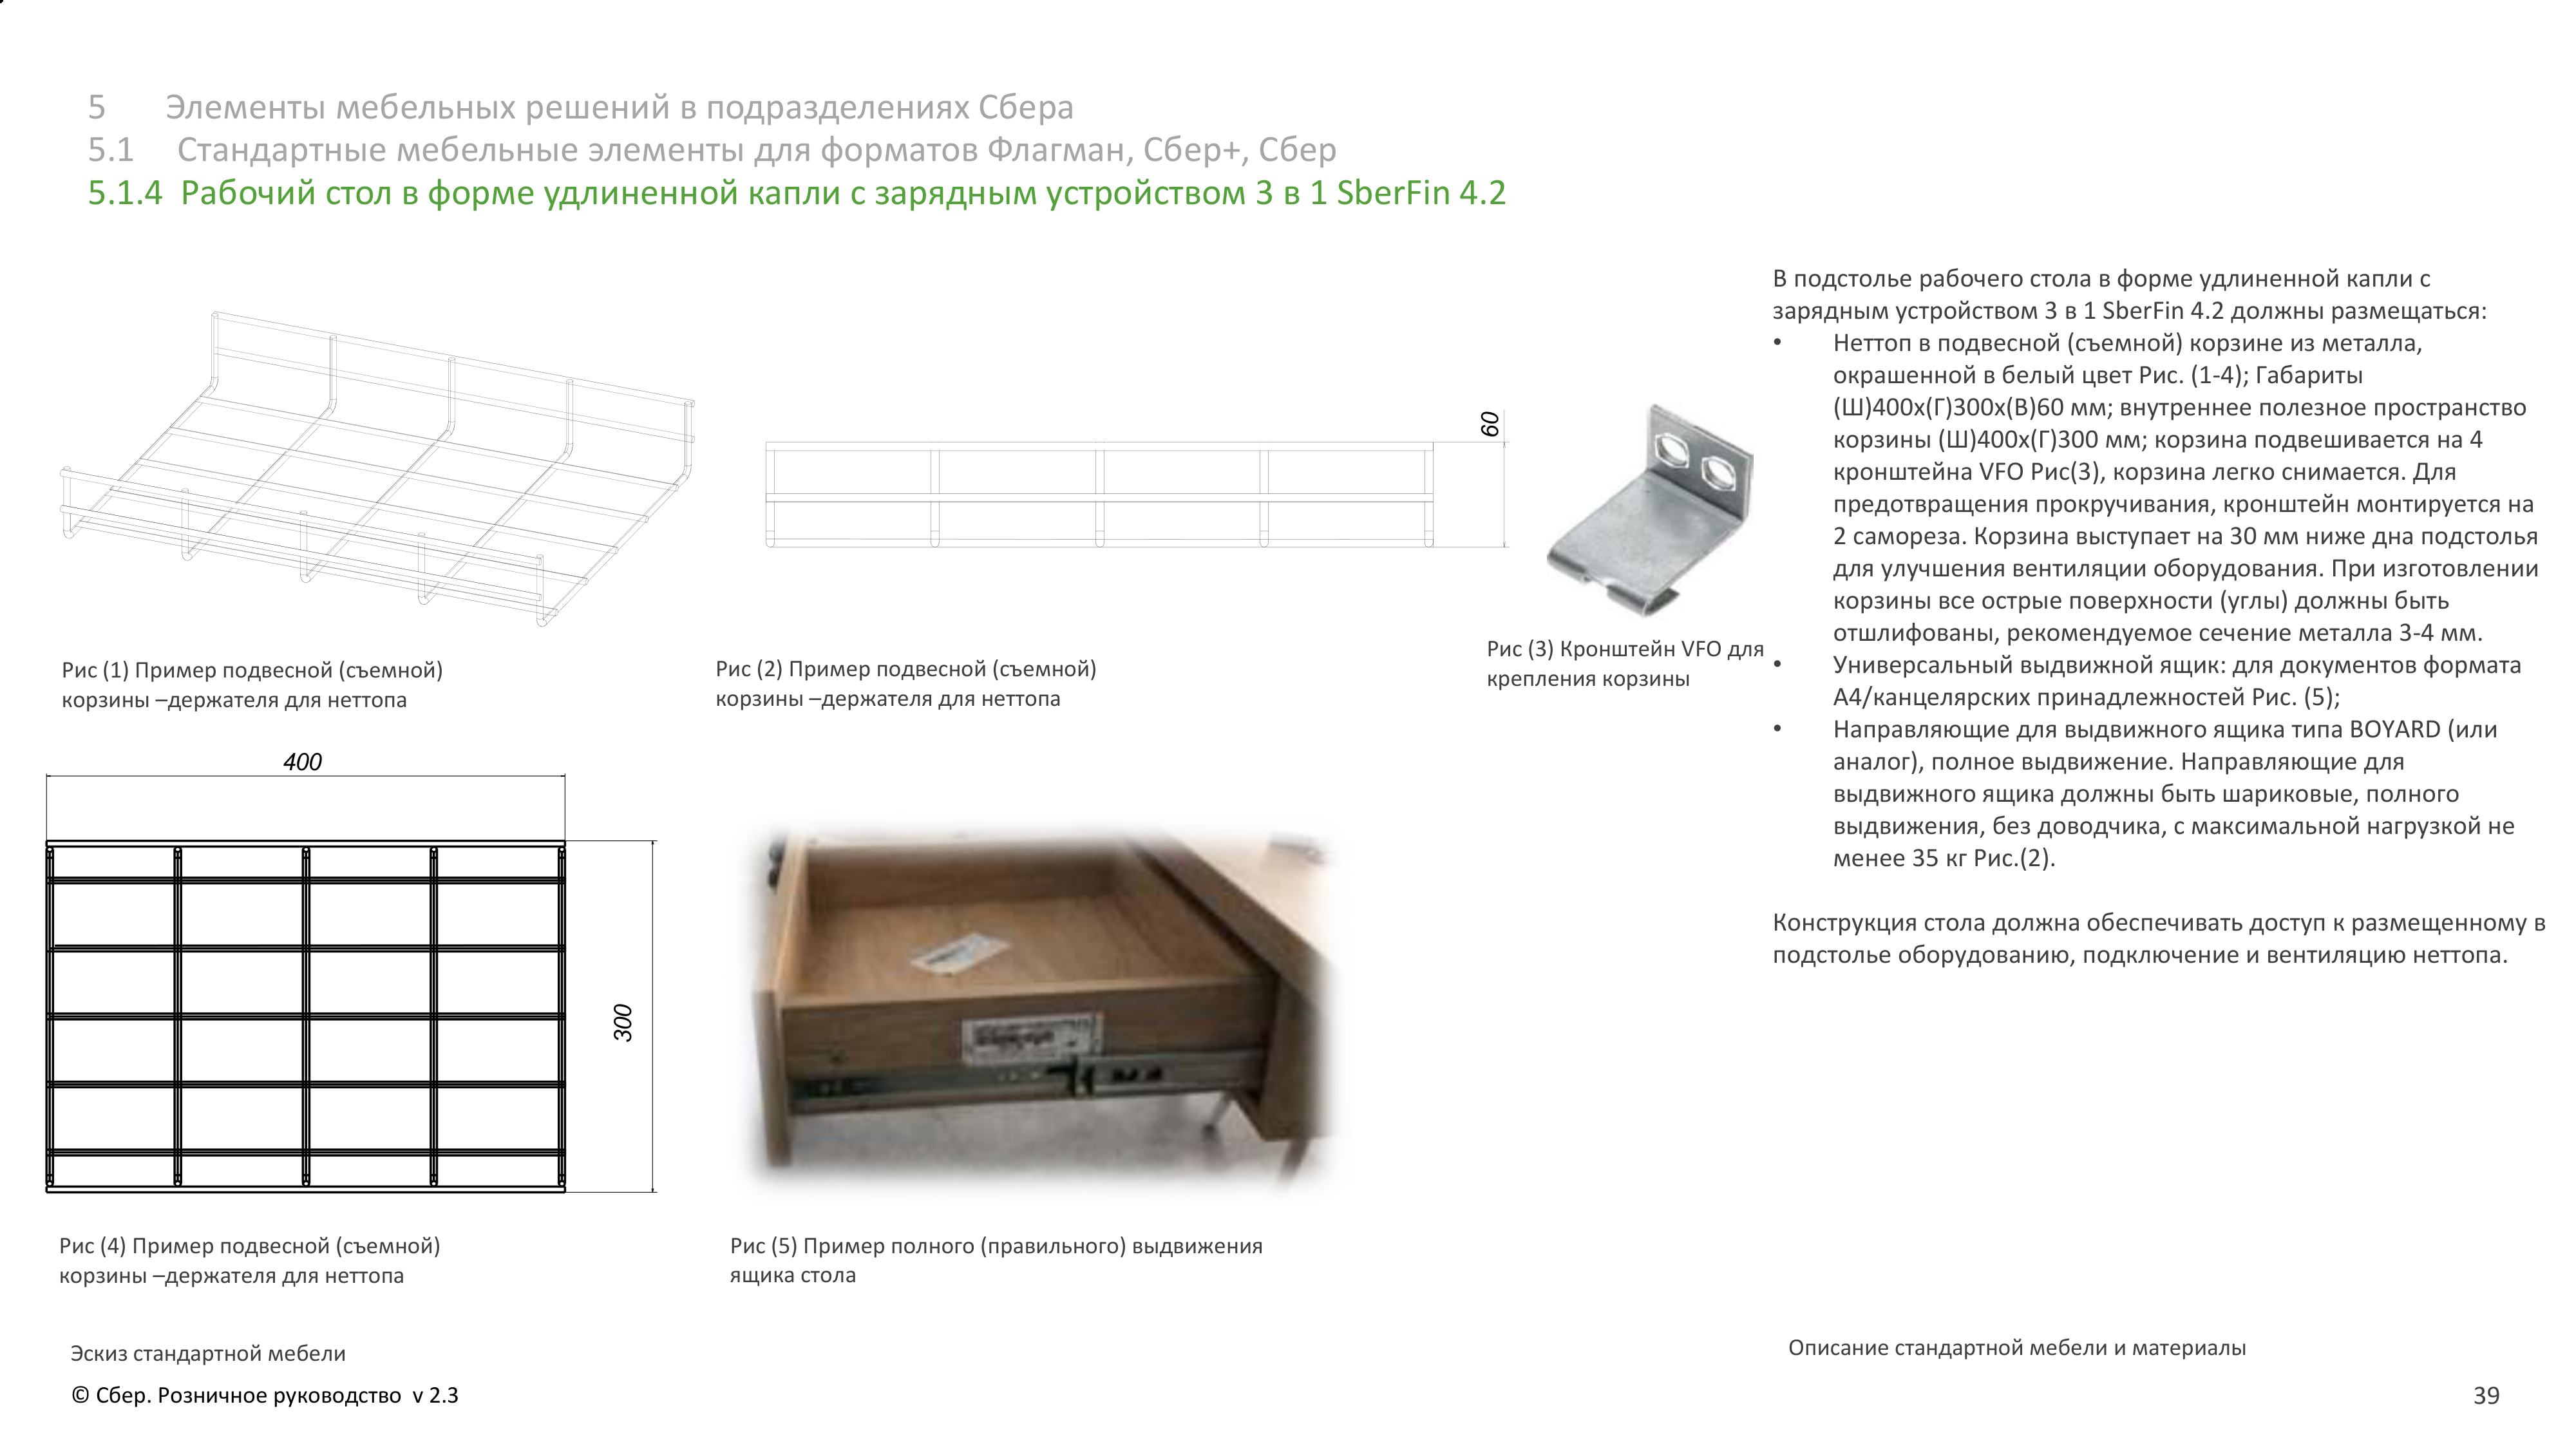 5 Элементы мебельных решений в подразделениях Сбера
5.1 Стандартные мебельные элементы для форматов Флагман, Сбер+, Сбер
5.1.4 Рабочий стол в форме удлиненной капли с зарядным устройством 3 в 1 SberFin 4.2
60
Рис (1) Пример подвесной (съемной)
корзины –держателя для неттопа
Рис (2) Пример подвесной (съемной)
корзины –держателя для неттопа
Рис (3) Кронштейн VFO для
крепления корзины
400
300
Рис (4) Пример подвесной (съемной)
корзины –держателя для неттопа
Рис (5) Пример полного (правильного) выдвижения
ящика стола
В подстолье рабочего стола в форме удлиненной капли с
зарядным устройством 3 в 1 SberFin 4.2 должны размещаться:
• Неттоп в подвесной (съемной) корзине из металла,
окрашенной в белый цвет Рис. (1-4); Габариты
(Ш)400х(Г)300х(В)60 мм; внутреннее полезное пространство
корзины (Ш)400х(Г)300 мм; корзина подвешивается на 4
кронштейна VFO Рис(3), корзина легко снимается. Для
предотвращения прокручивания, кронштейн монтируется на
2 самореза. Корзина выступает на 30 мм ниже дна подстолья
для улучшения вентиляции оборудования. При изготовлении
корзины все острые поверхности (углы) должны быть
отшлифованы, рекомендуемое сечение металла 3-4 мм.
• Универсальный выдвижной ящик: для документов формата
А4/канцелярских принадлежностей Рис. (5);
• Направляющие для выдвижного ящика типа BOYARD (или
аналог), полное выдвижение. Направляющие для
выдвижного ящика должны быть шариковые, полного
выдвижения, без доводчика, с максимальной нагрузкой не
менее 35 кг Рис.(2).
Конструкция стола должна обеспечивать доступ к размещенному в
подстолье оборудованию, подключение и вентиляцию неттопа.
Эскиз стандартной мебели
Описание стандартной мебели и материалы
© Сбер. Розничное руководство v 2.3
39